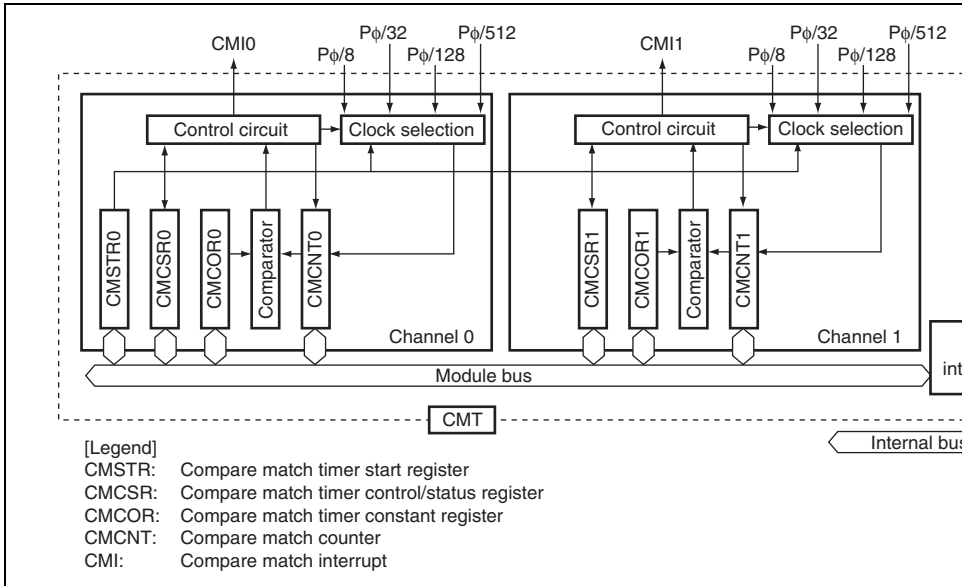 CMI0
Pφ/8
Pφ/32
Pφ/128
Pφ/512
CMI1
Pφ/8
Pφ/32
Pφ/128
Pφ/512
Control circuit
Clock selection
Control circuit
Clock selection
CMSTR0
CMCSR0
CMCOR0
Comparator
CMCNT0
CMCSR1
CMCOR1
Comparator
CMCNT1
Channel 0
Channel 1
Module bus
CMT
Internal bus
[Legend]
CMSTR: Compare match timer start register
CMCSR: Compare match timer control/status register
CMCOR: Compare match timer constant register
CMCNT: Compare match counter
CMI: Compare match interrupt